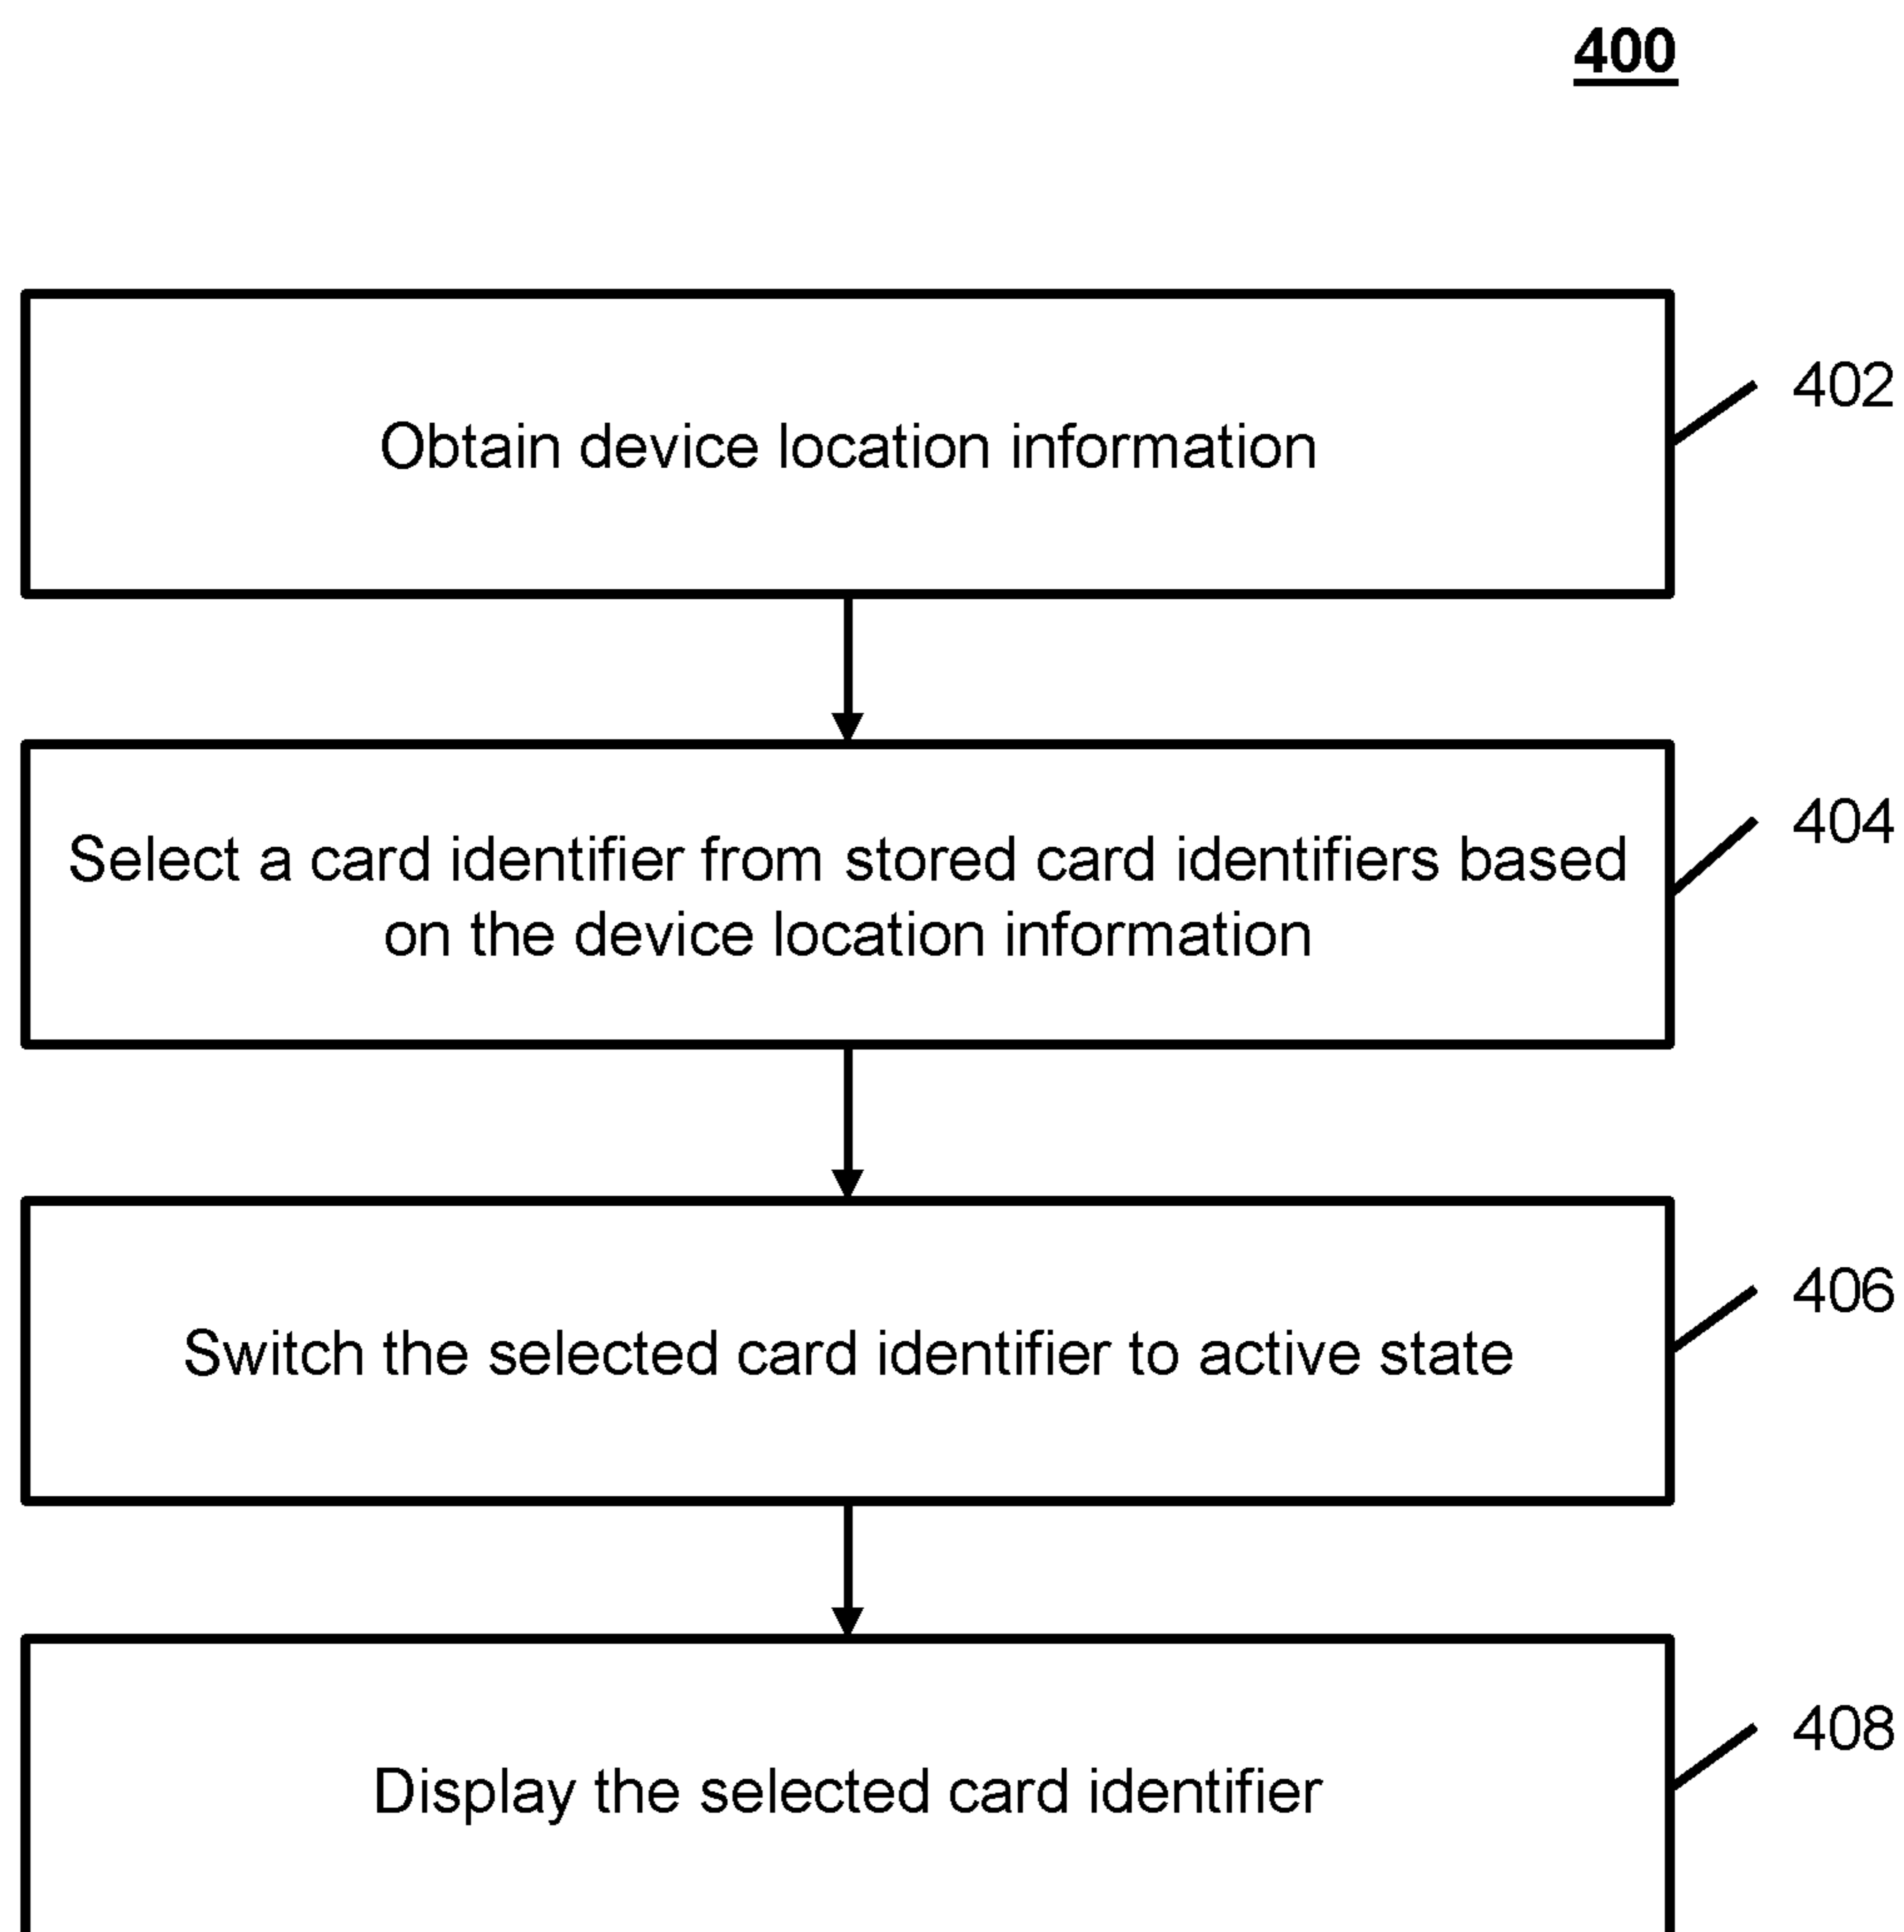 400
Obtain device location information
402
Select a card identifier from stored card identifiers based
on the device location information
404
Switch the selected card identifier to active state
406
Display the selected card identifier
408